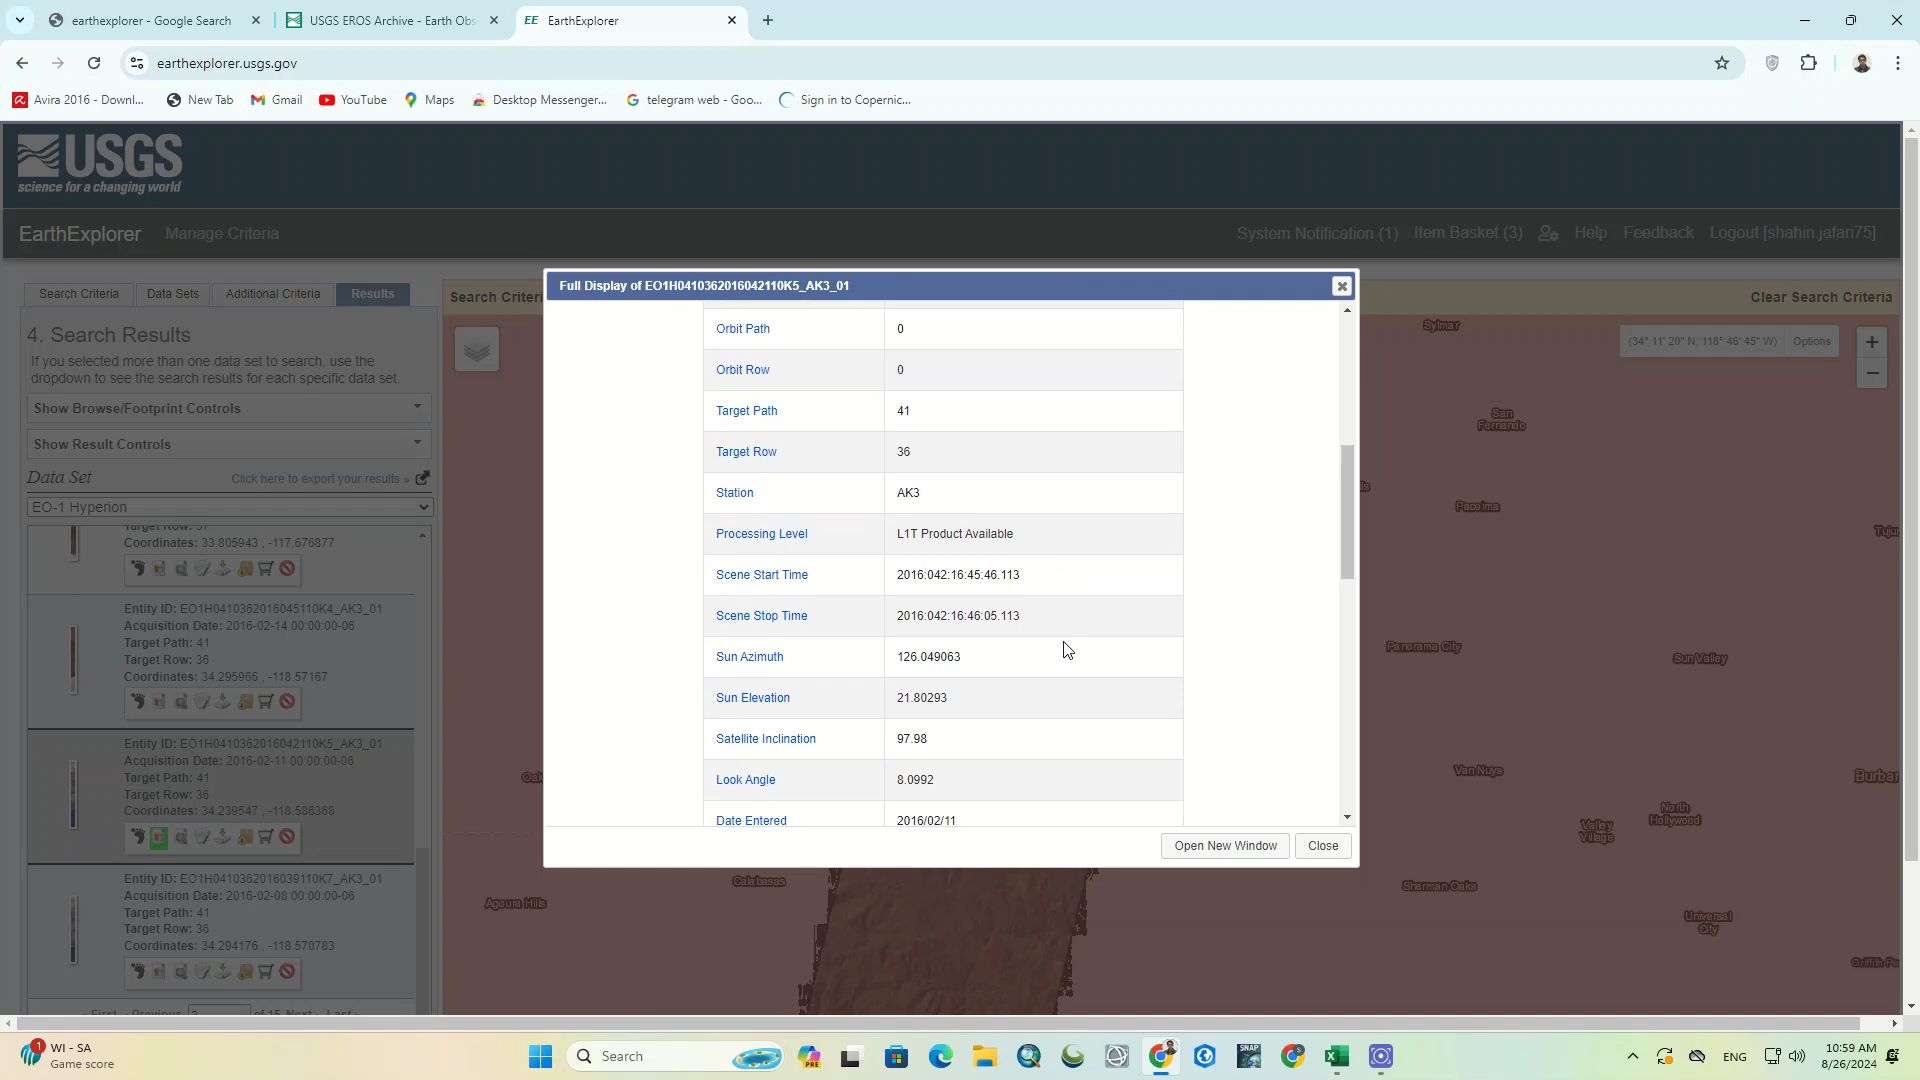 earthexplorer - Google Search
USGS EROS Archive - Earth Obs
EE EarthExplorer
earthexplorer.usgs.gov
Avira 2016 - Downl...
New Tab
Gmail
YouTube
Maps
Desktop Messenger...
telegram web - Goo...
Sign in to Copernic...
USGS
science for a changing world
EarthExplorer
Manage Criteria
System Notification (1)
Item Basket (3)
Help
Feedback
Logout [shahin.jafari75]
Search Criteria
Data Sets
Additional Criteria
Results
4. Search Results
If you selected more than one data set to search, use the
dropdown to see the search results for each specific data set.
Show Browse/Footprint Controls
Show Result Controls
Data Set
Click here to export your results »
EO-1 Hyperion
Coordinates: 33.805943 , -117.676877
Entity ID: EO1H0410362016045110K4_AK3_01
Acquisition Date: 2016-02-14 00:00:00-06
Target Path: 41
Target Row: 36
Coordinates: 34.295966 , -118.57167
Entity ID: EO1H0410362016042110K5_AK3_01
Acquisition Date: 2016-02-11 00:00:00-06
Target Path: 41
Target Row: 36
Coordinates: 34.239547 , -118.586368
Entity ID: EO1H0410362016039110K7_AK3_01
Acquisition Date: 2016-02-08 00:00:00-06
Target Path: 41
Target Row: 36
Coordinates: 34.294176 , -118.570783
Search Criteri
Clear Search Criteria
(34° 11' 20" N, 118° 46' 45" W)
Options
+
−
Sylmar
San
Fernando
Pacoima
Tuju
Panorama City
Sun Valley
Van Nuys
Burba
North
Hollywood
Valley
Village
Sherman Oaks
Universal
City
Griffith Pa
Oak
Calabasas
Agoura Hills
Full Display of EO1H0410362016042110K5_AK3_01
Orbit Path 0
Orbit Row 0
Target Path 41
Target Row 36
Station AK3
Processing Level L1T Product Available
Scene Start Time 2016:042:16:45:46.113
Scene Stop Time 2016:042:16:46:05.113
Sun Azimuth 126.049063
Sun Elevation 21.80293
Satellite Inclination 97.98
Look Angle 8.0992
Date Entered 2016/02/11
Open New Window
Close
1
WI - SA
Game score
Search
PRE
SNAP
ENG
10:59 AM
8/26/2024